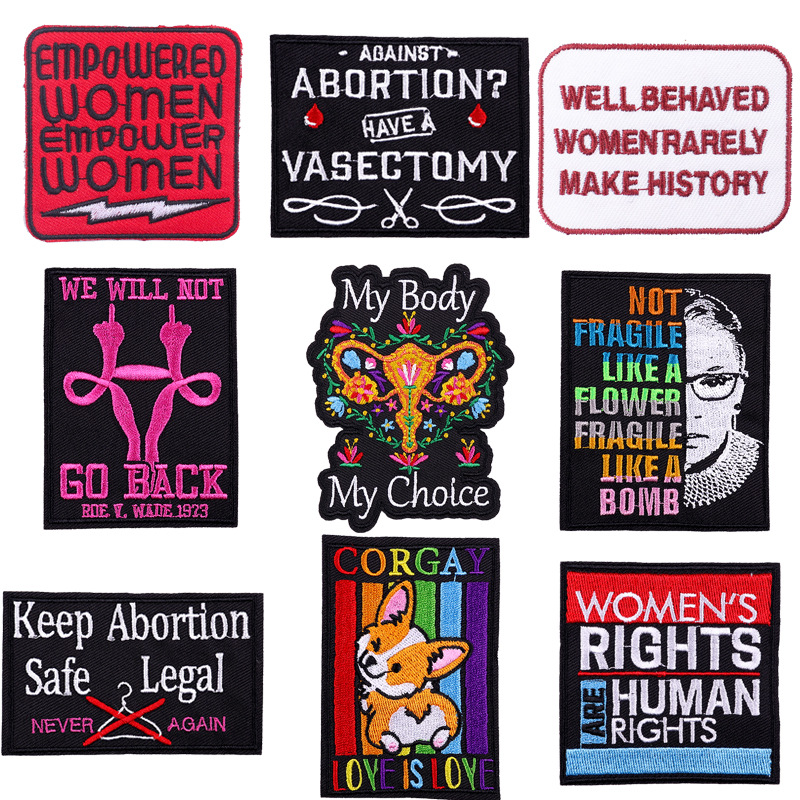 EMPOWERED
WOMEN
EMPOWER
WOMEN
AGAINST
ABORTION?
HAVE A
VASECTOMY
WELL BEHAVED
WOMEN RARELY
MAKE HISTORY
WE WILL NOT
GO BACK
ROE V. WADE 1973
My Body
My Choice
NOT
FRAGILE
LIKE A
FLOWER
FRAGILE
LIKE A
BOMB
Keep Abortion
Safe Legal
NEVER AGAIN
CORGAY
LOVE IS LOVE
WOMEN'S
RIGHTS
ARE HUMAN
RIGHTS